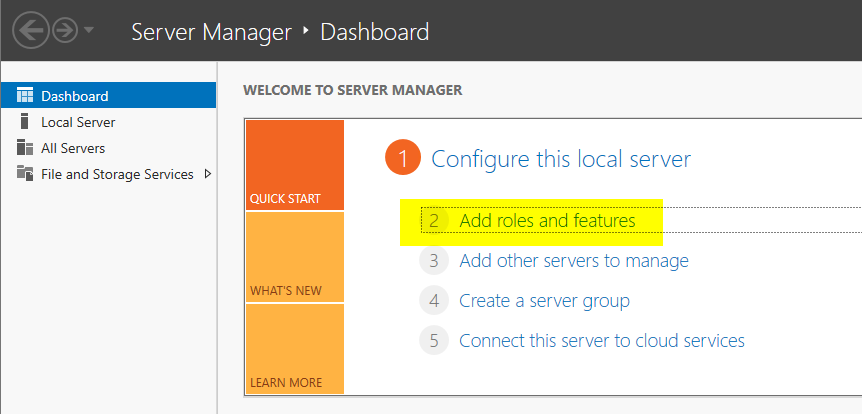 Server Manager ‣ Dashboard
Dashboard
Local Server
All Servers
File and Storage Services
WELCOME TO SERVER MANAGER
QUICK START
WHAT'S NEW
LEARN MORE
1 Configure this local server
2 Add roles and features
3 Add other servers to manage
4 Create a server group
5 Connect this server to cloud services